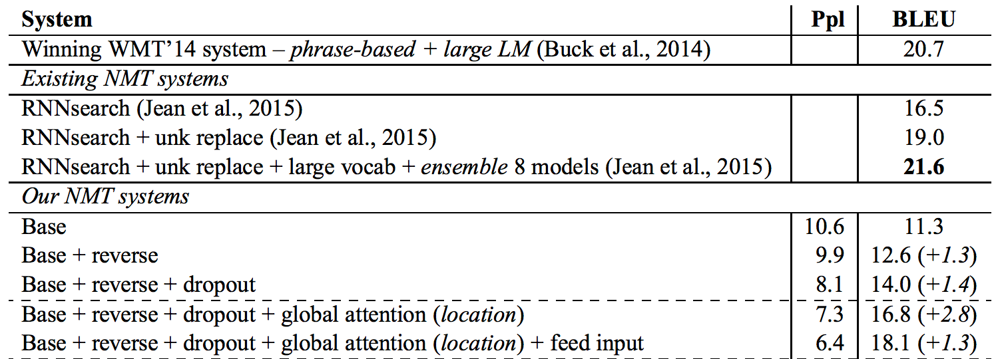 System Ppl BLEU
Winning WMT’14 system – phrase-based + large LM (Buck et al., 2014) 20.7
Existing NMT systems
RNNsearch (Jean et al., 2015) 16.5
RNNsearch + unk replace (Jean et al., 2015) 19.0
RNNsearch + unk replace + large vocab + ensemble 8 models (Jean et al., 2015) 21.6
Our NMT systems
Base 10.6 11.3
Base + reverse 9.9 12.6 (+1.3)
Base + reverse + dropout 8.1 14.0 (+1.4)
Base + reverse + dropout + global attention (location) 7.3 16.8 (+2.8)
Base + reverse + dropout + global attention (location) + feed input 6.4 18.1 (+1.3)